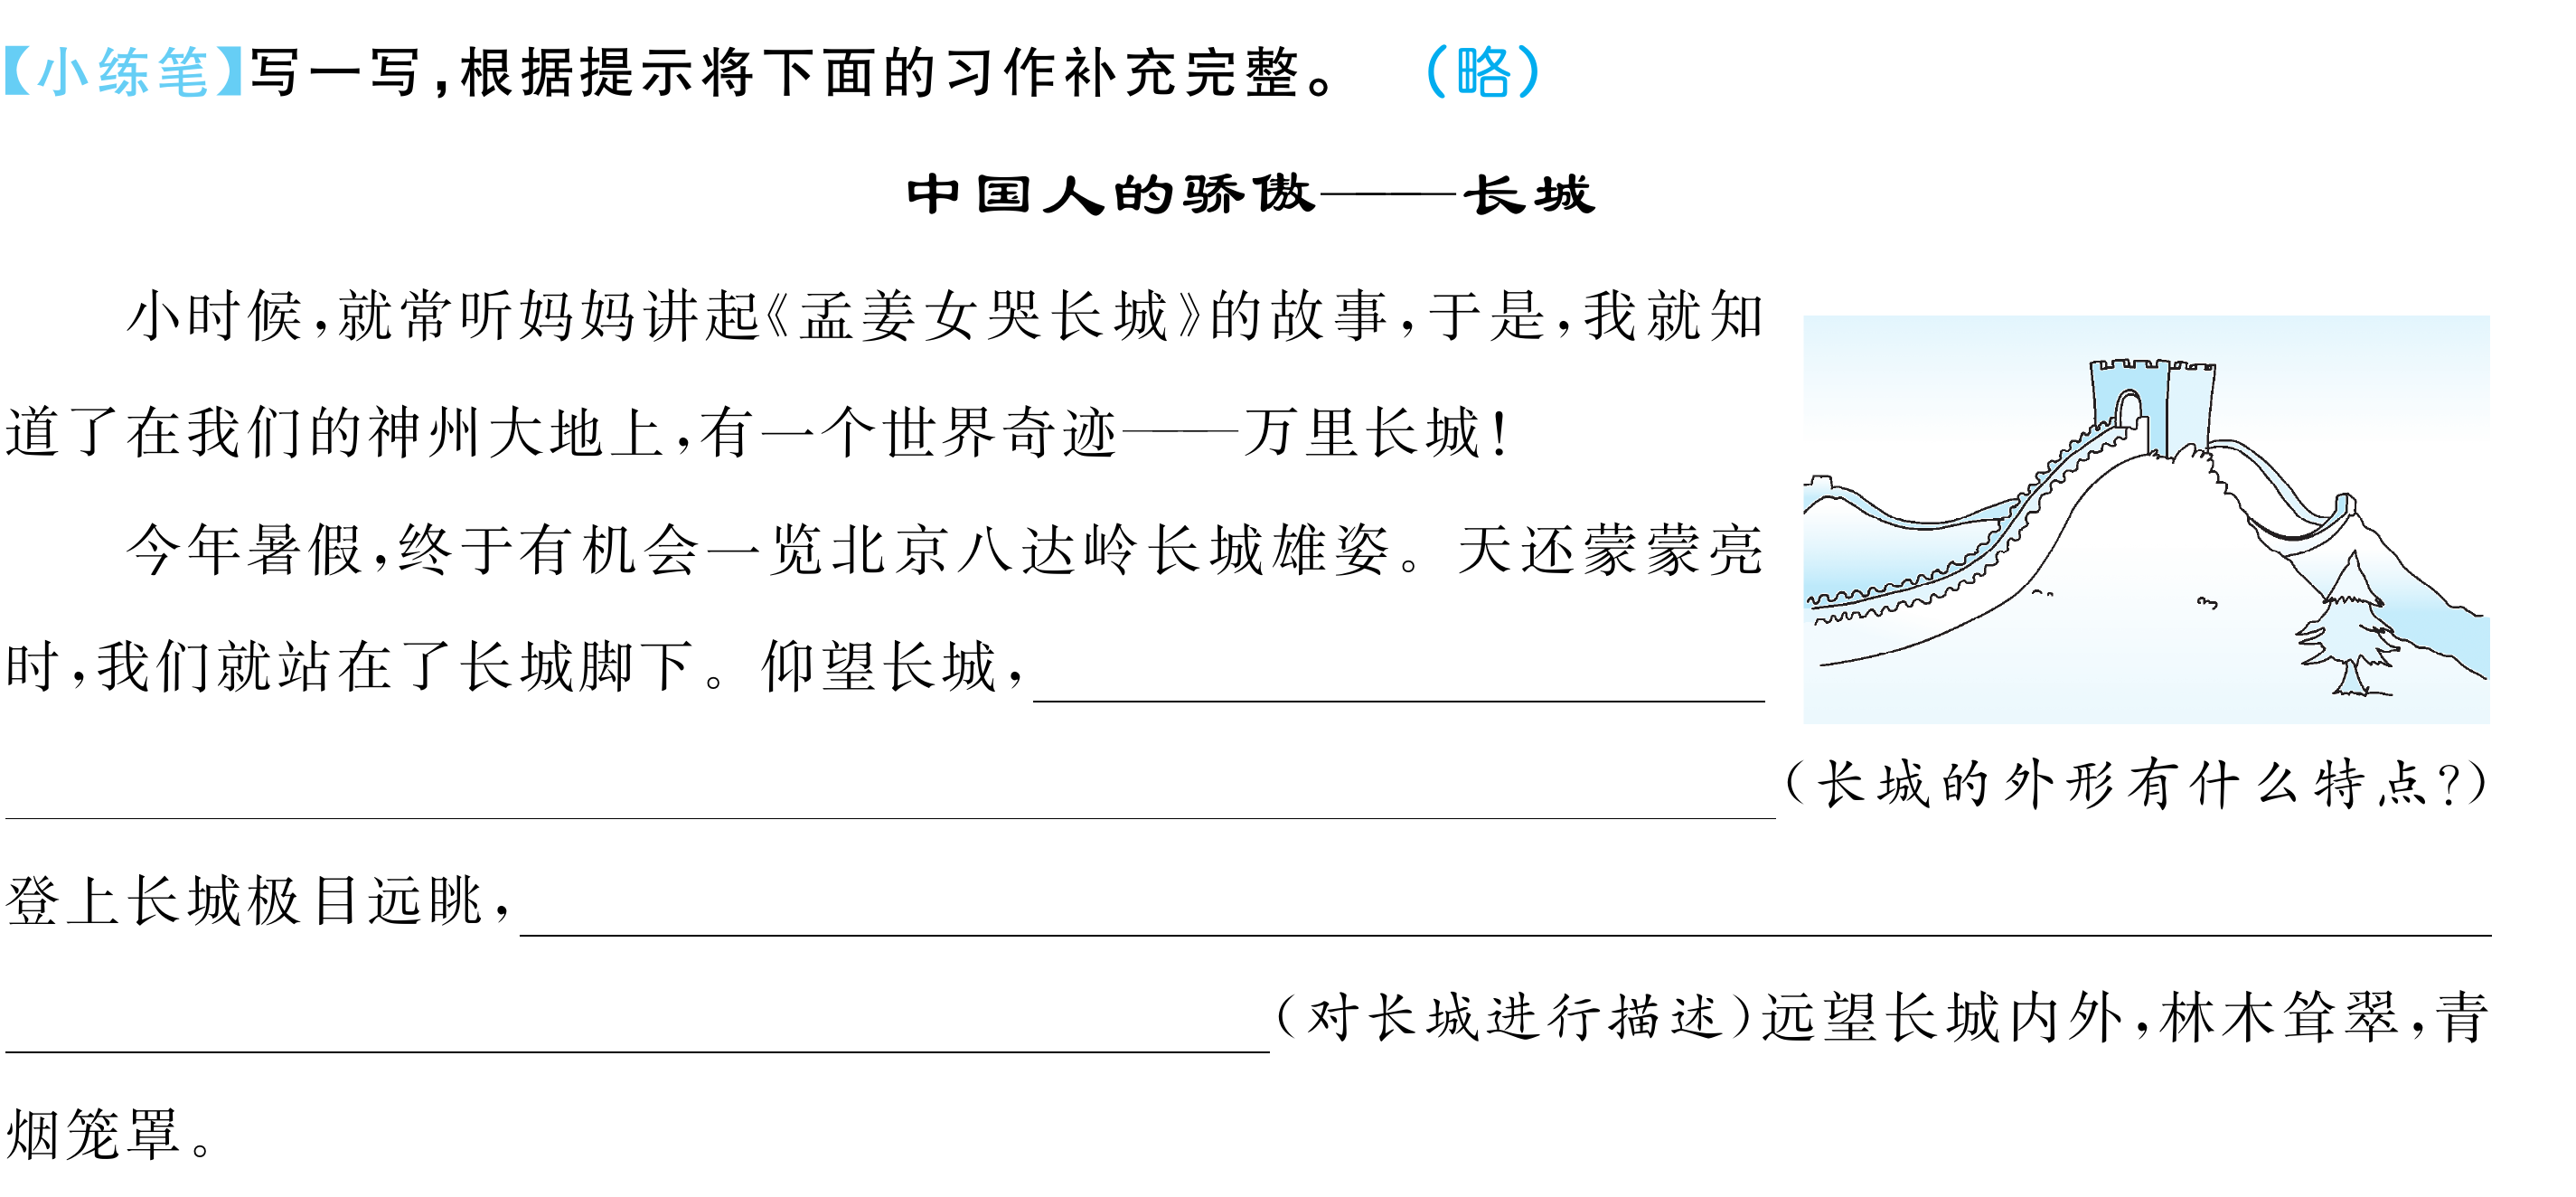 【小练笔】写一写,根据提示将下面的习作补充完整。 (略)
中国人的骄傲——长城
小时候,就常听妈妈讲起《孟姜女哭长城》的故事,于是,我就知
道了在我们的神州大地上,有一个世界奇迹——万里长城!
今年暑假,终于有机会一览北京八达岭长城雄姿。天还蒙蒙亮
时,我们就站在了长城脚下。仰望长城,
(长城的外形有什么特点?)
登上长城极目远眺,
(对长城进行描述)远望长城内外,林木耸翠,青
烟笼罩。